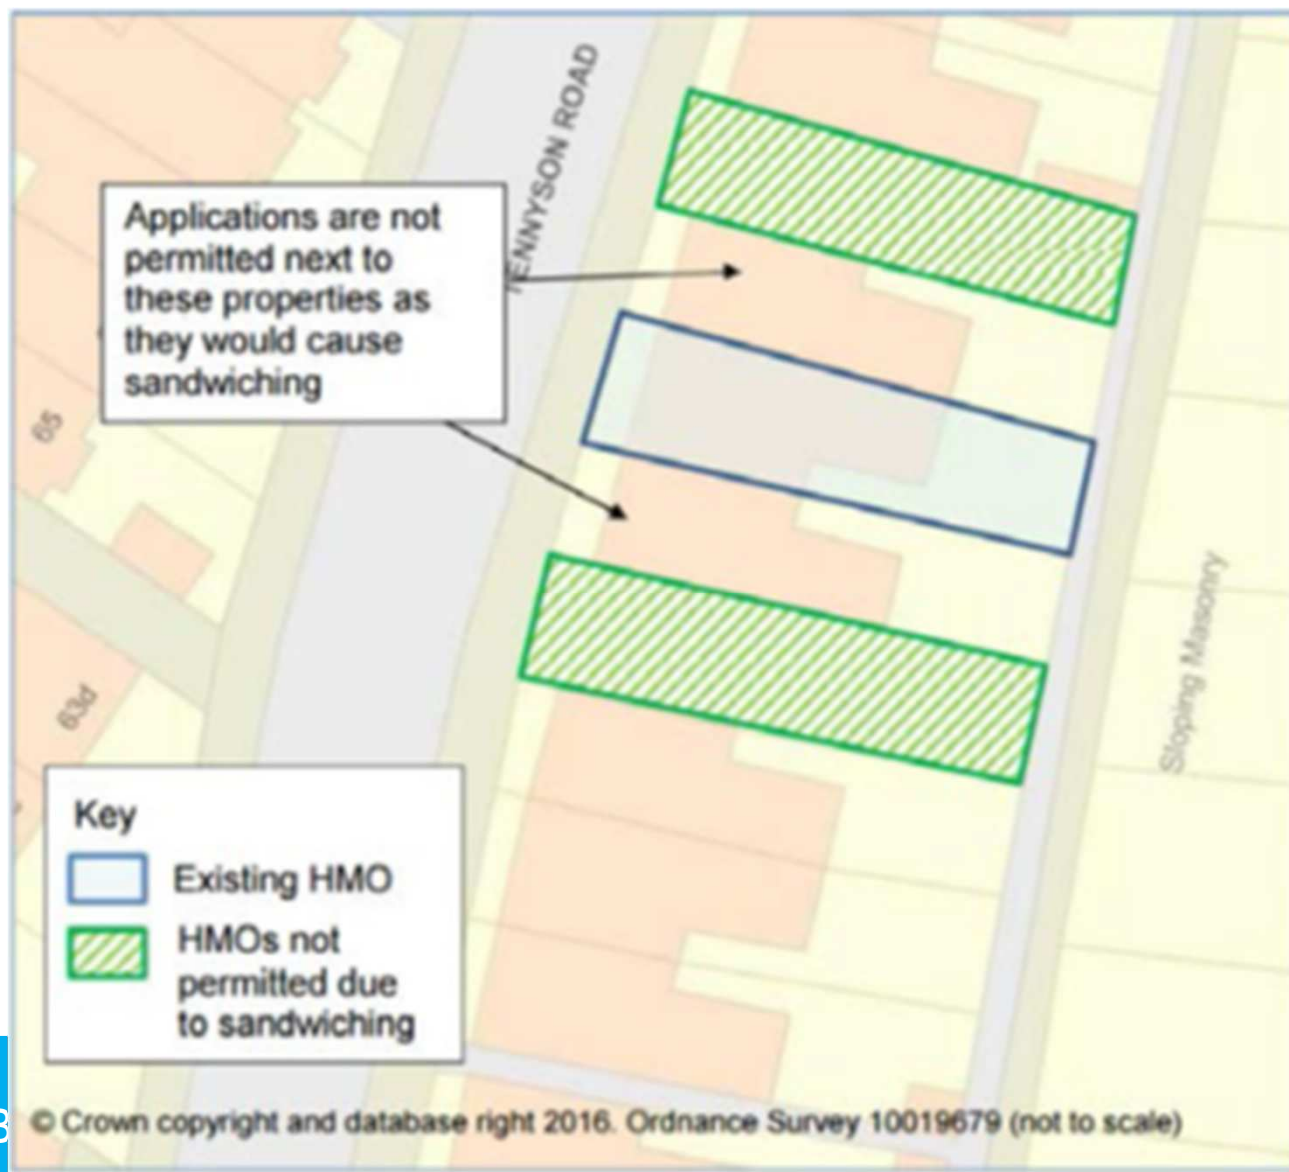 TENNYSON ROAD
Applications are not
permitted next to
these properties as
they would cause
sandwiching
65
63d
Sloping Masonry
Key
Existing HMO
HMOs not
permitted due
to sandwiching
3
© Crown copyright and database right 2016. Ordnance Survey 10019679 (not to scale)